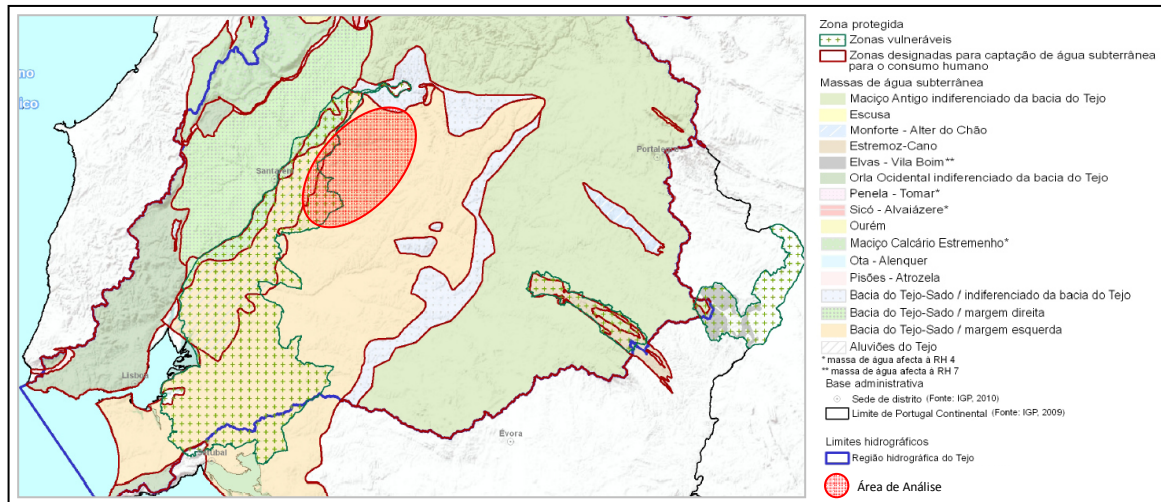 no
ico
Santarém
Lisboa
Setúbal
Évora
Portalegre
Zona protegida
Zonas vulneráveis
Zonas designadas para captação de água subterrânea
para o consumo humano
Massas de água subterrânea
Maciço Antigo indiferenciado da bacia do Tejo
Escusa
Monforte - Alter do Chão
Estremoz-Cano
Elvas - Vila Boim**
Orla Ocidental indiferenciado da bacia do Tejo
Penela - Tomar*
Sicó - Alvaiázere*
Ourém
Maciço Calcário Estremenho*
Ota - Alenquer
Pisões - Atrozela
Bacia do Tejo-Sado / indiferenciado da bacia do Tejo
Bacia do Tejo-Sado / margem direita
Bacia do Tejo-Sado / margem esquerda
Aluviões do Tejo
* massa de água afecta à RH 4
** massa de água afecta à RH 7
Base administrativa
Sede de distrito (Fonte: IGP, 2010)
Limite de Portugal Continental (Fonte: IGP, 2009)
Limites hidrográficos
Região hidrográfica do Tejo
Área de Análise